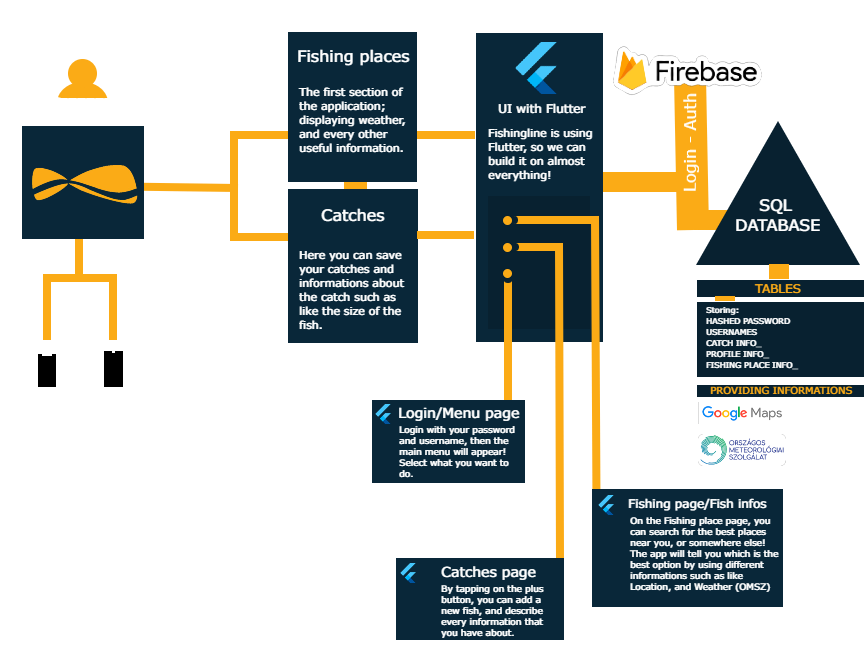 Fishing places
The first section of
the application;
displaying weather,
and every other
useful information.
Catches
Here you can save
your catches and
informations about
the catch such as
like the size of the
fish.
UI with Flutter
Fishingline is using
Flutter, so we can
build it on almost
everything!
Firebase
Login - Auth
SQL
DATABASE
TABLES
Storing:
HASHED PASSWORD
USERNAMES
CATCH INFO_
PROFILE INFO_
FISHING PLACE INFO_
PROVIDING INFORMATIONS
Google Maps
ORSZÁGOS
METEOROLÓGIAI
SZOLGÁLAT
Login/Menu page
Login with your password
and username, then the
main menu will appear!
Select what you want to
do.
Fishing page/Fish infos
On the Fishing place page, you
can search for the best places
near you, or somewhere else!
The app will tell you which is the
best option by using different
informations such as like
Location, and Weather (OMSZ)
Catches page
By tapping on the plus
button, you can add a
new fish, and describe
every information that
you have about.